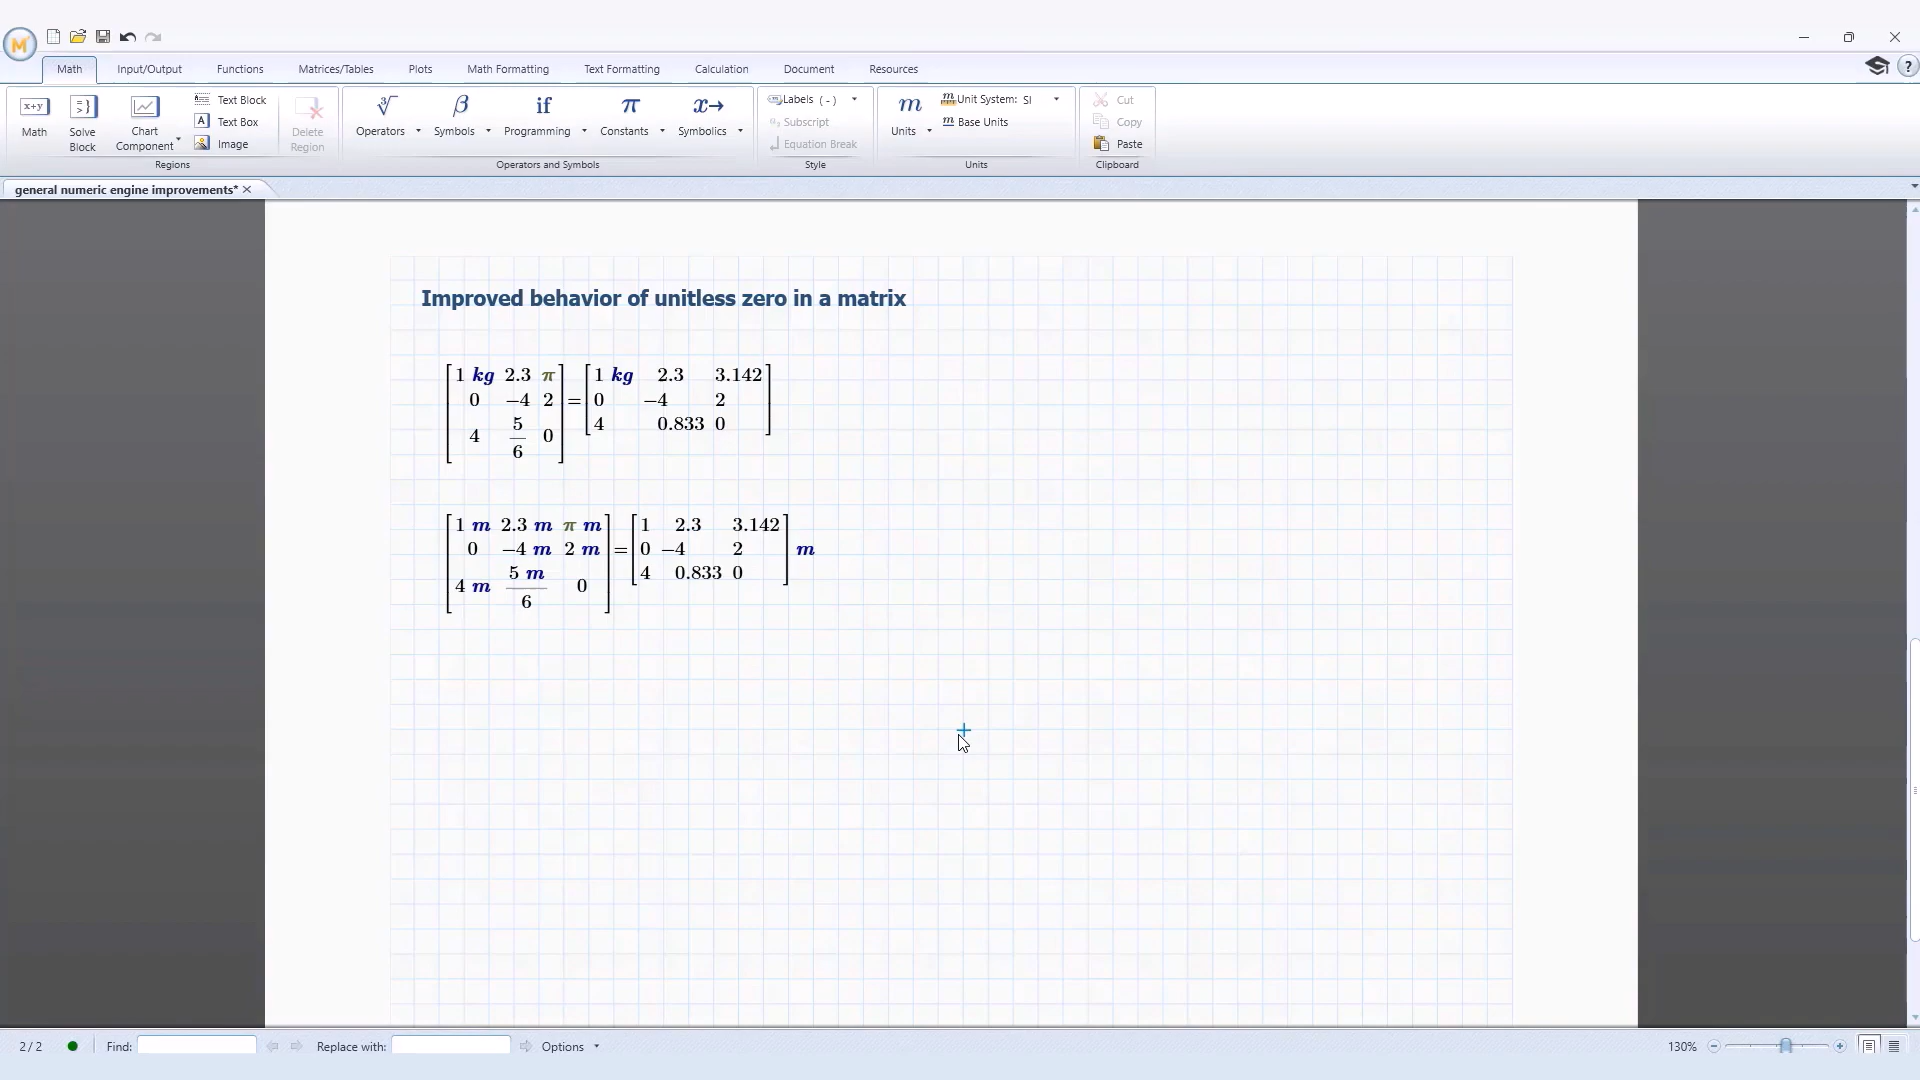 Math Input/Output Functions Matrices/Tables Plots Math Formatting Text Formatting Calculation Document Resources
x+y Math
Solve Block
Chart Component
Text Block
Text Box
Image
Delete Region
Regions
∛ Operators
β Symbols
if Programming
π Constants
x→ Symbolics
Operators and Symbols
Labels ( - )
Subscript
Equation Break
Style
m Units
Unit System: SI
Base Units
Units
Cut
Copy
Paste
Clipboard
general numeric engine improvements*
Improved behavior of unitless zero in a matrix
[1 kg 2.3 π; 0 −4 2; 4 5/6 0] = [1 kg 2.3 3.142; 0 −4 2; 4 0.833 0]
[1 m 2.3 m π m; 0 −4 m 2 m; 4 m 5 m/6 0] = [1 2.3 3.142; 0 −4 2; 4 0.833 0] m
2 / 2 Find: Replace with: Options 130%